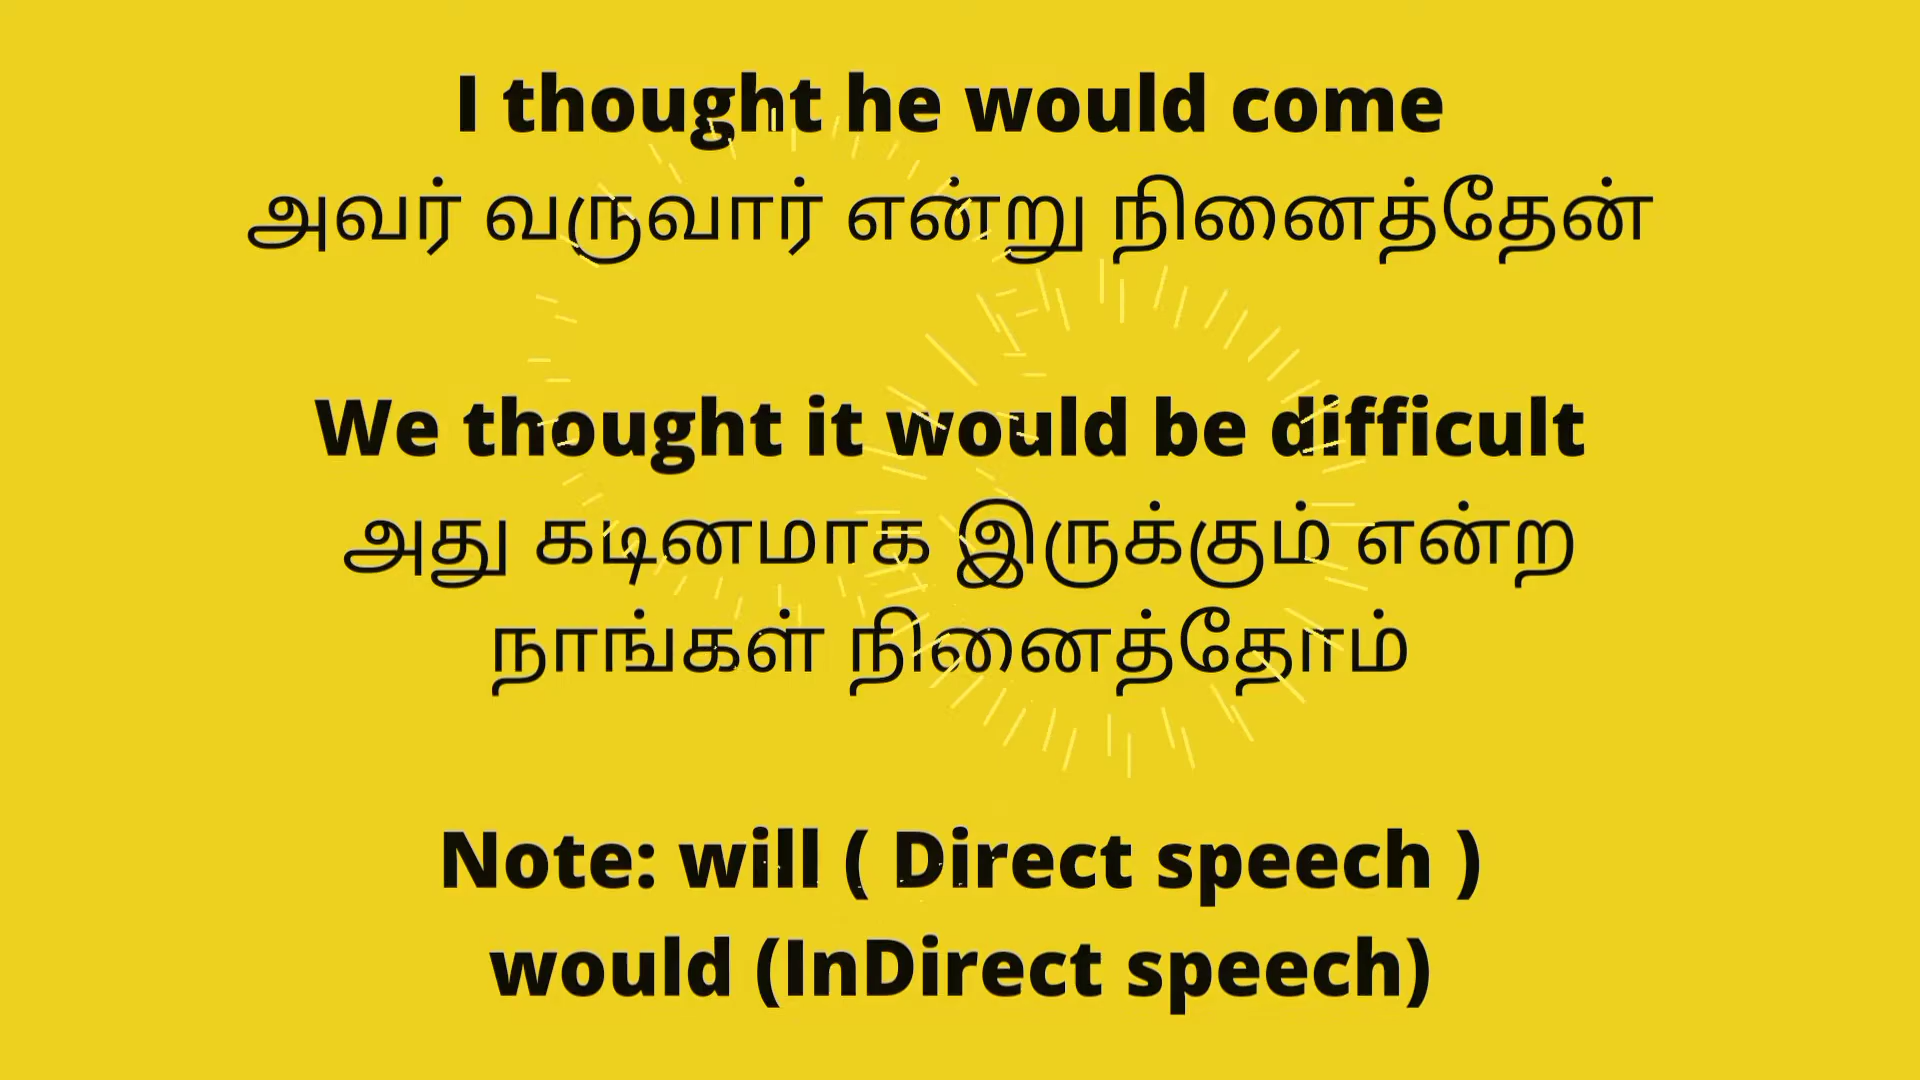 I thought he would come
அவர் வருவார் என்று நினைத்தேன்
We thought it would be difficult
அது கடினமாக இருக்கும் என்ற
நாங்கள் நினைத்தோம்
Note: will ( Direct speech )
would (InDirect speech)